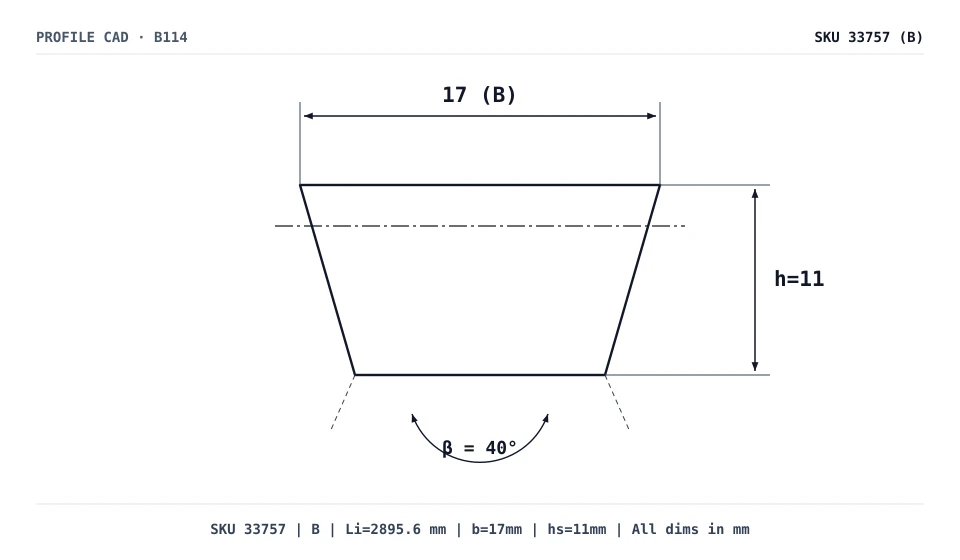 PROFILE CAD · B114
SKU 33757 (B)
17 (B)
h=11
β = 40°
SKU 33757 | B | Li=2895.6 mm | b=17mm | hs=11mm | All dims in mm